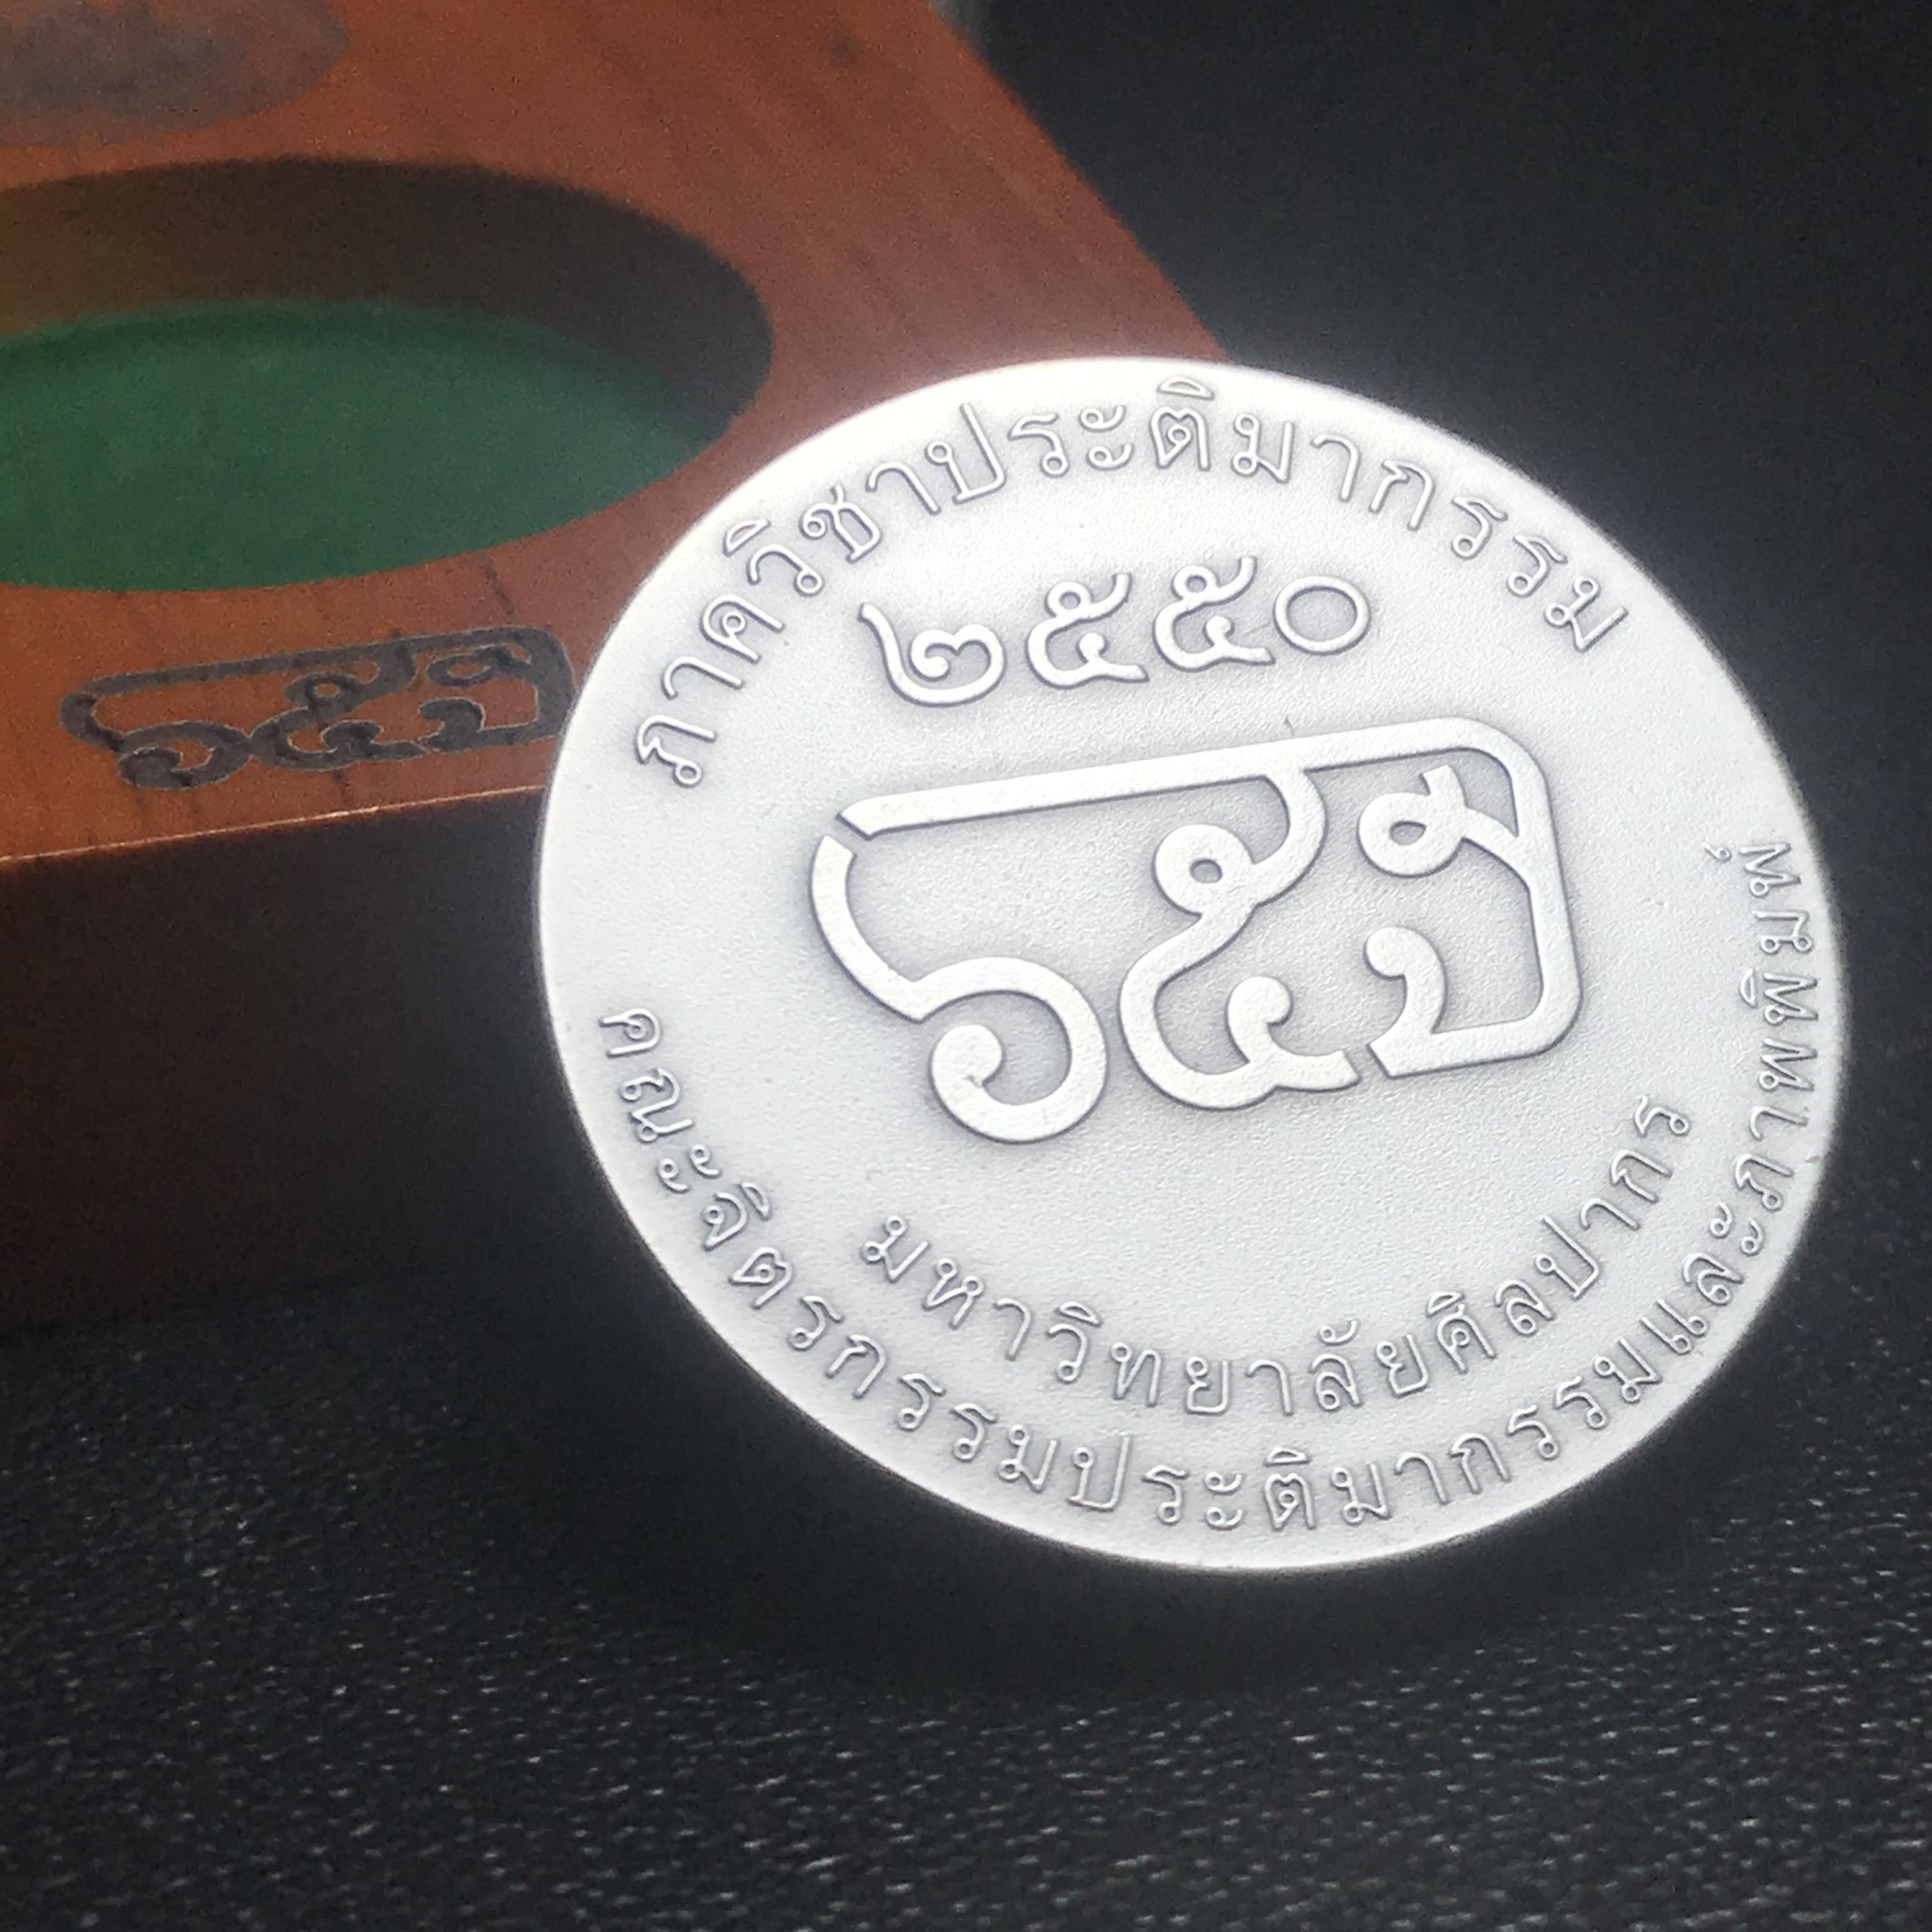 ภาควิชาประติมากรรม
๒๕๕๐
๖๕ปี
มหาวิทยาลัยศิลปากร
คณะจิตรกรรมประติมากรรมและภาพพิมพ์